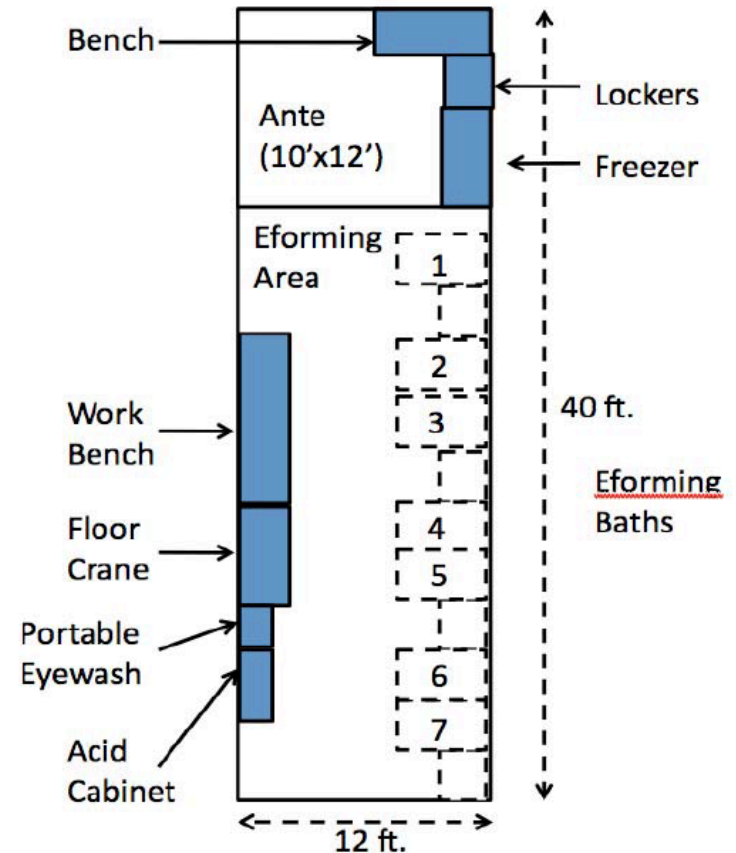 Bench
Lockers
Ante
(10'x12')
Freezer
Eforming
Area
1
2
3
4
5
6
7
Work
Bench
40 ft.
Eforming
Baths
Floor
Crane
Portable
Eyewash
Acid
Cabinet
12 ft.